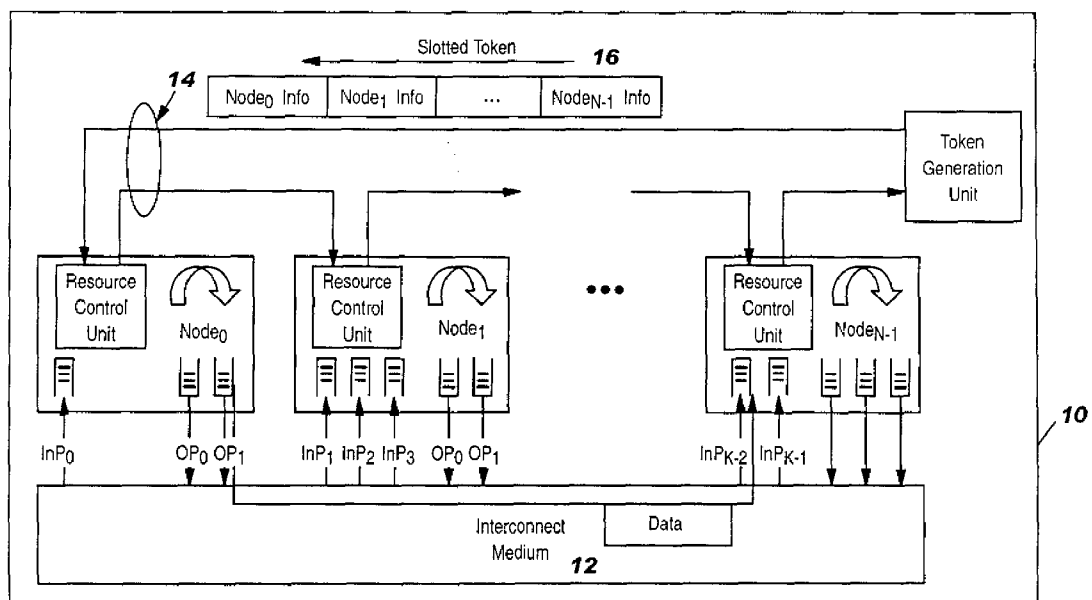 Slotted Token
16
14
Node0 Info Node1 Info ... NodeN-1 Info
Token
Generation
Unit
Resource
Control
Unit
Node0
Resource
Control
Unit
Node1
•••
Resource
Control
Unit
NodeN-1
10
InP0 OP0 OP1 InP1 InP2 InP3 OP0 OP1 InPK-2 InPK-1
Data
Interconnect
Medium
12